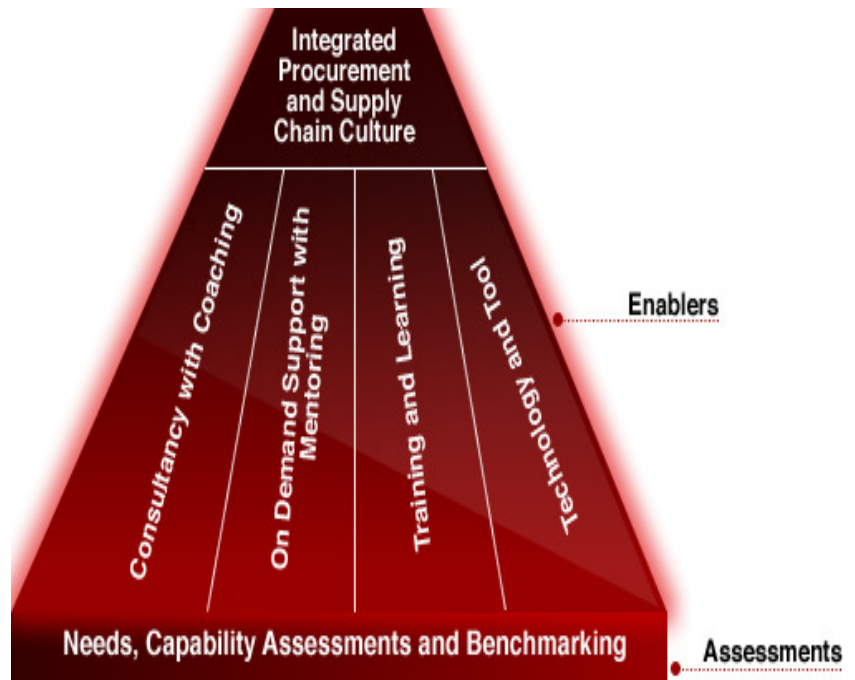 Integrated
Procurement
and Supply
Chain Culture
Consultancy with Coaching
On Demand Support with
Mentoring
Training and Learning
Technology and Tool
Enablers
Needs, Capability Assessments and Benchmarking
Assessments